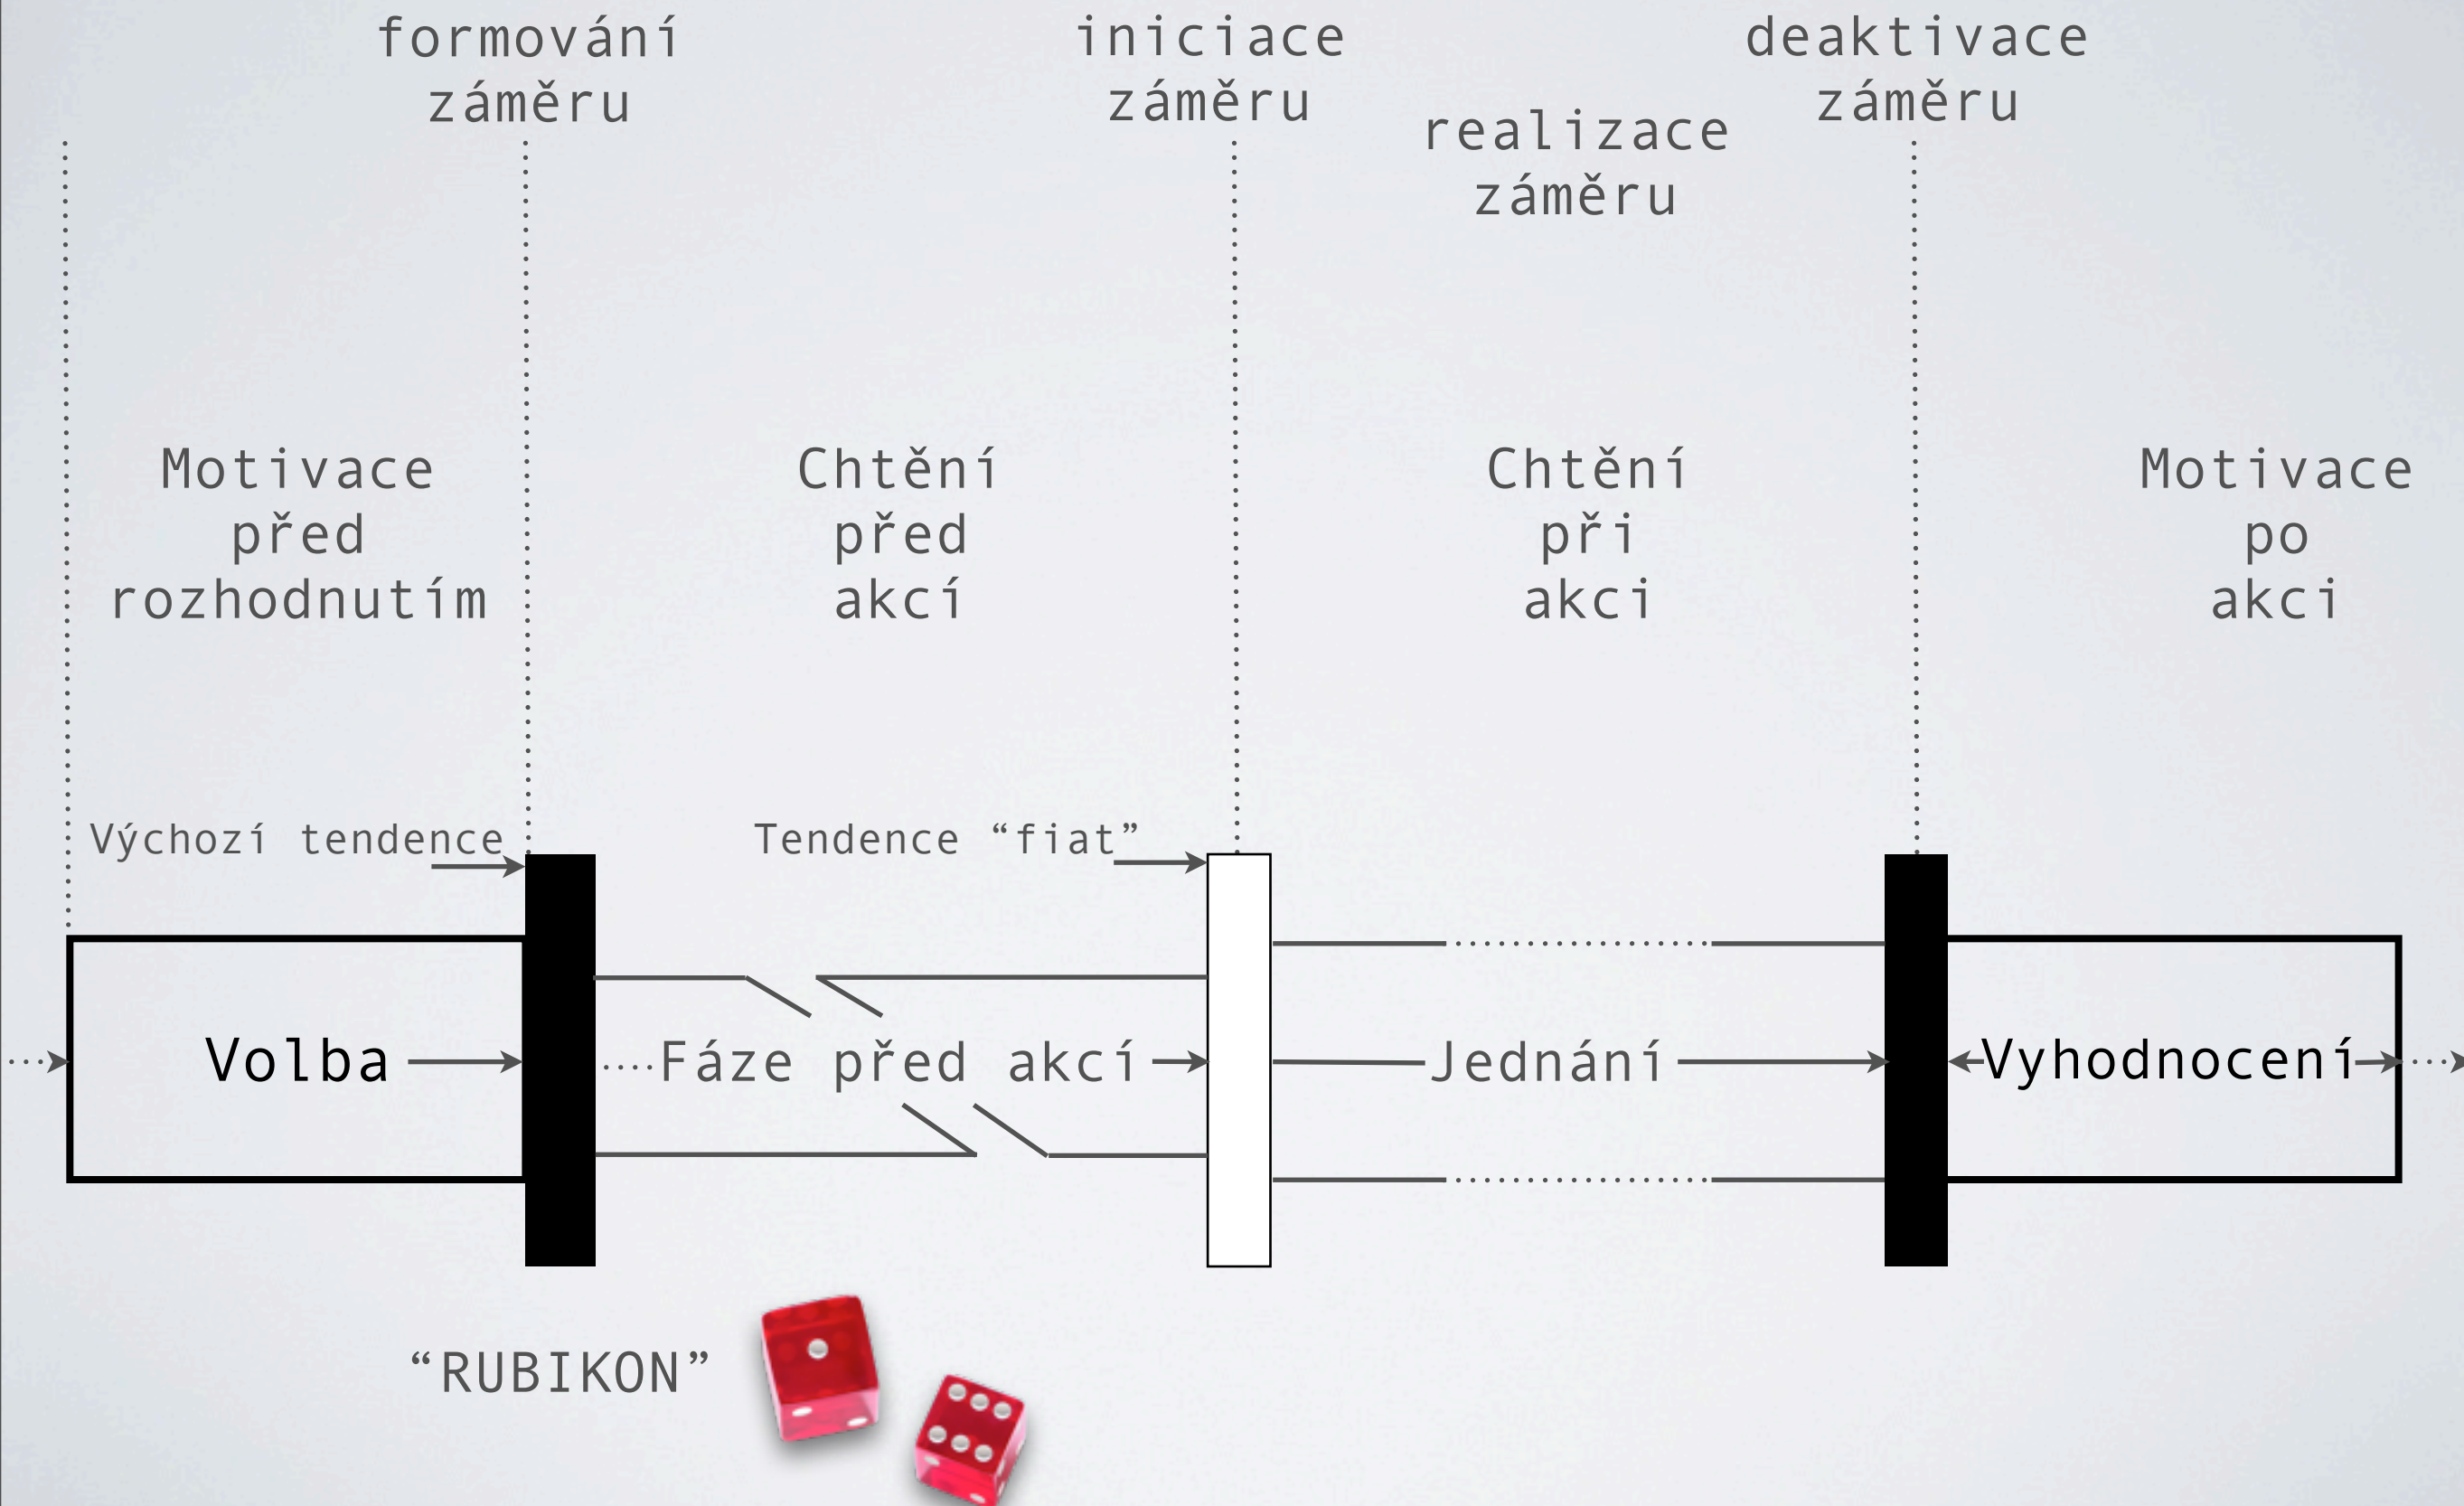 formování
záměru
iniciace
záměru
realizace
záměru
deaktivace
záměru
Motivace
před
rozhodnutím
Chtění
před
akcí
Chtění
při
akci
Motivace
po
akci
Výchozí tendence
Tendence “fiat”
Volba
Fáze před akcí
Jednání
Vyhodnocení
“RUBIKON”